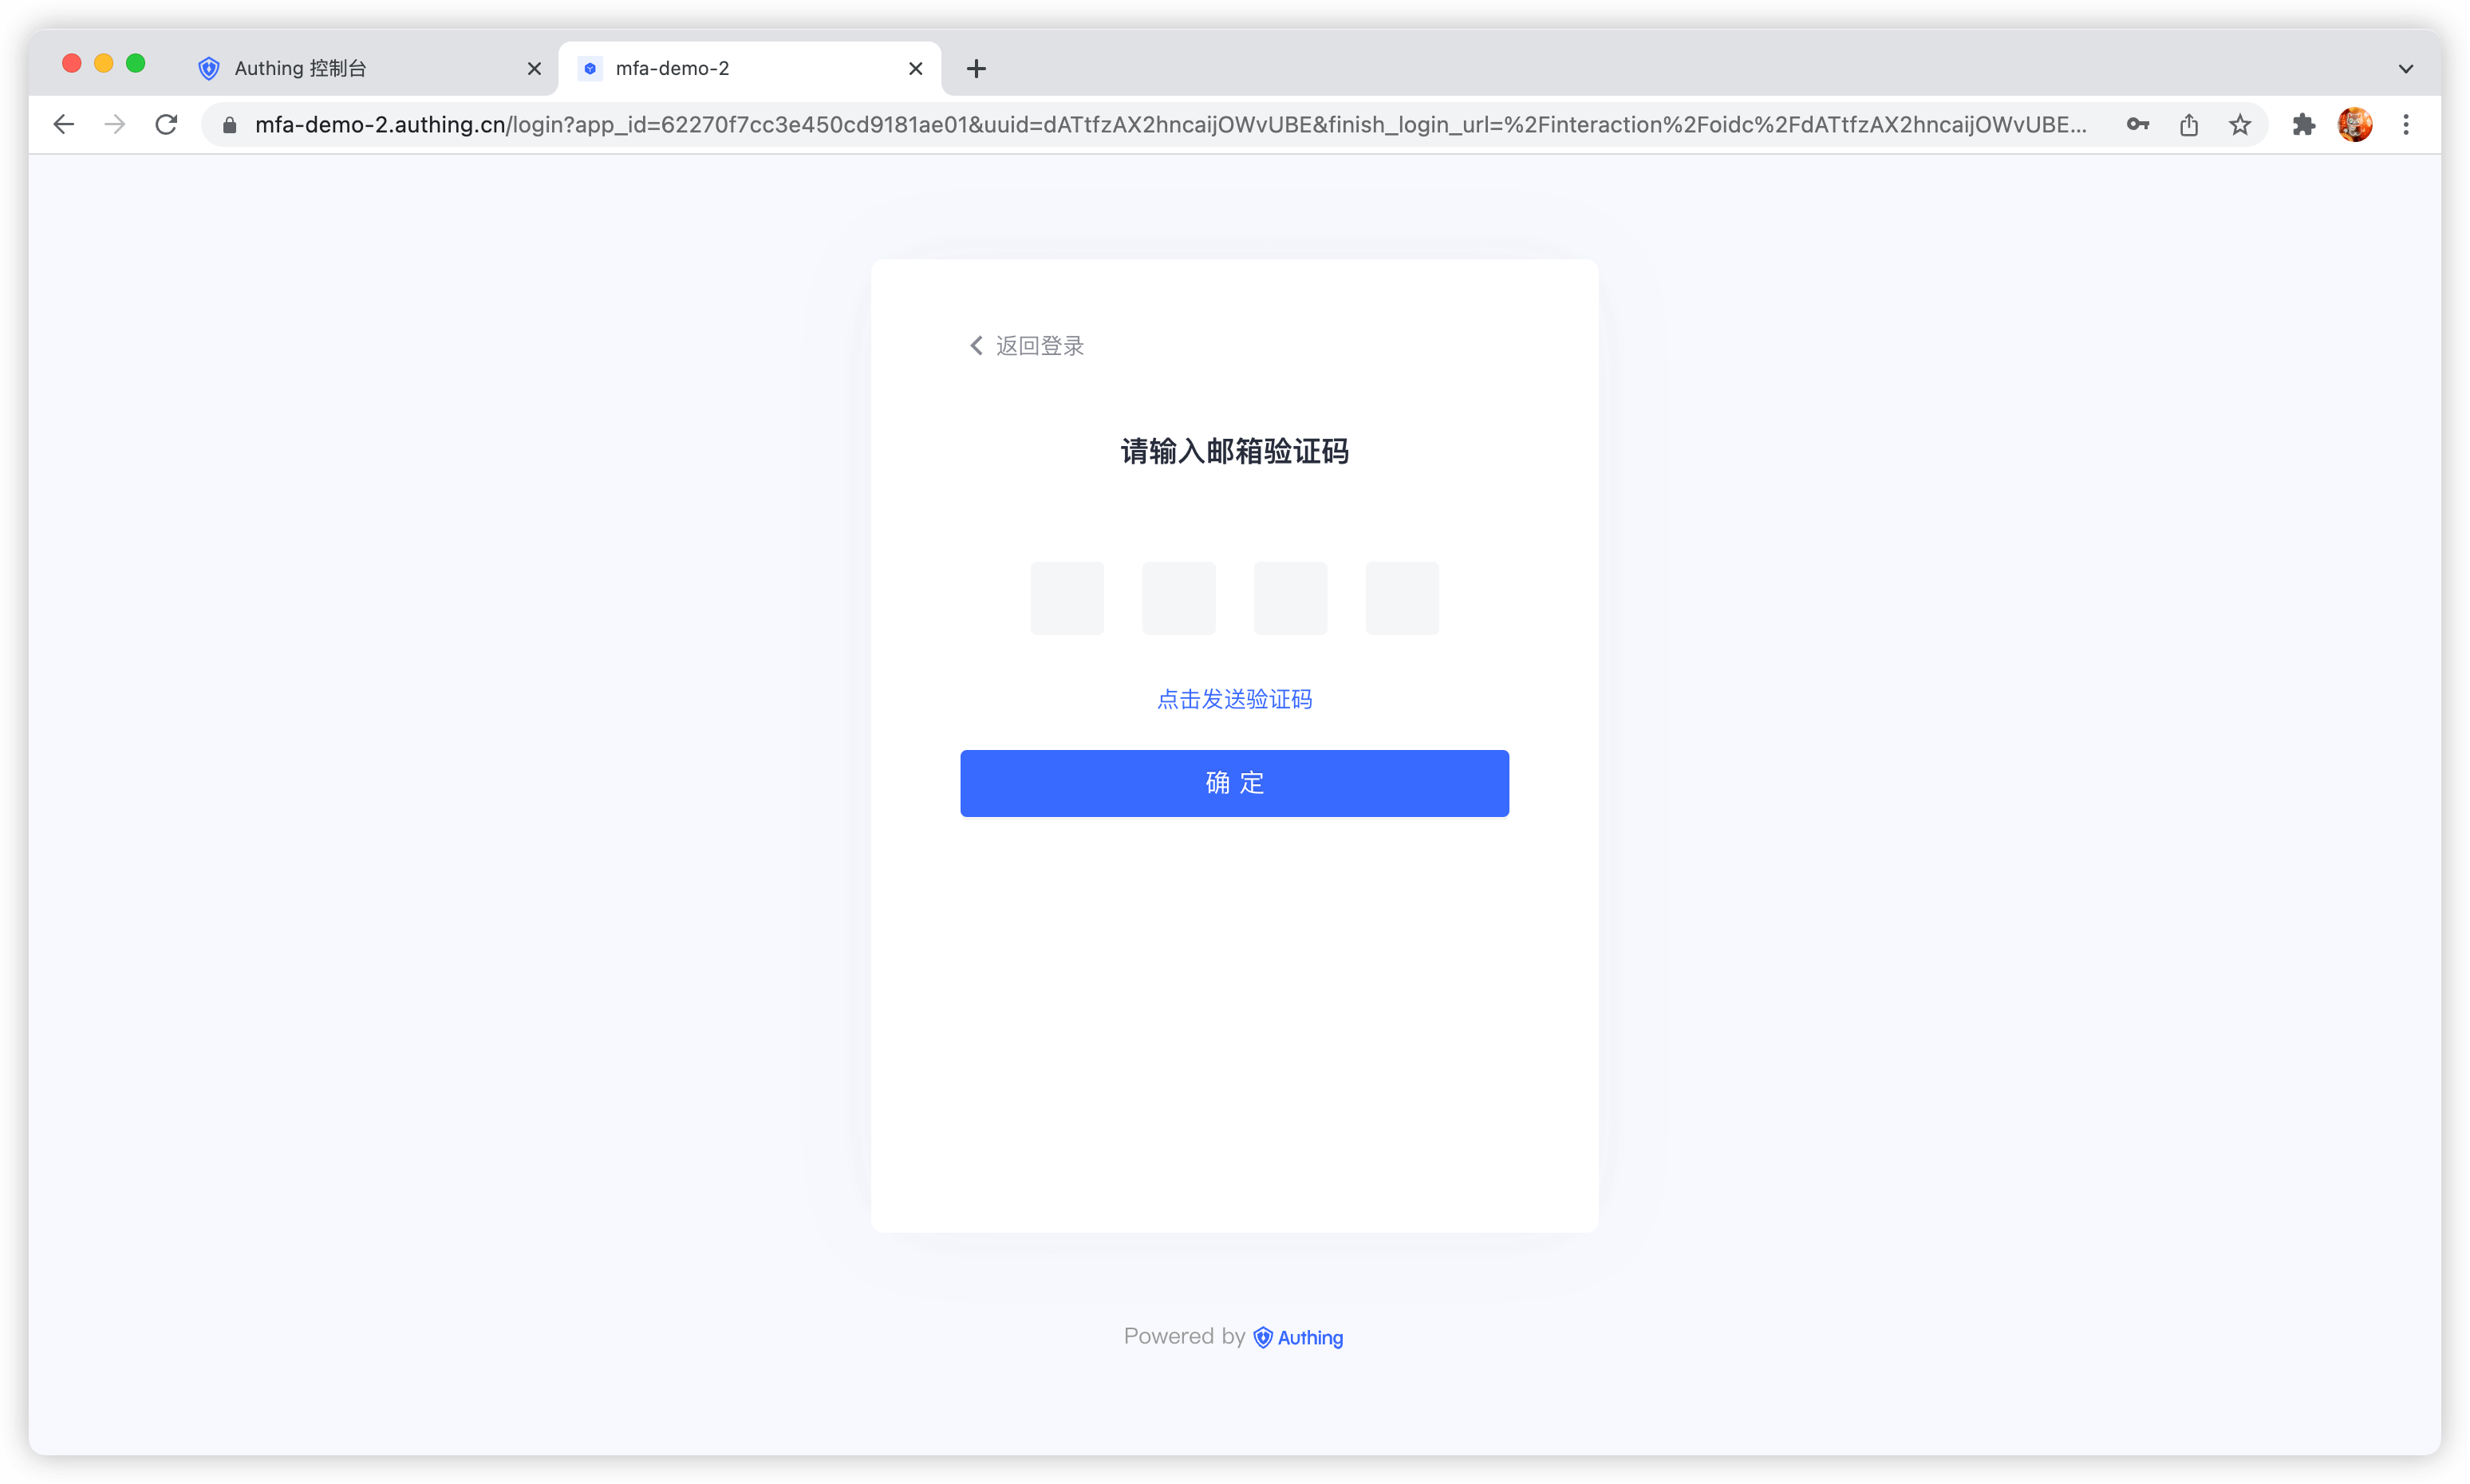 Authing 控制台
mfa-demo-2
mfa-demo-2.authing.cn/login?app_id=62270f7cc3e450cd9181ae01&uuid=dATtfzAX2hncaijOWvUBE&finish_login_url=%2Finteraction%2Foidc%2FdATtfzAX2hncaijOWvUBE...
返回登录
请输入邮箱验证码
点击发送验证码
确 定
Powered by Authing